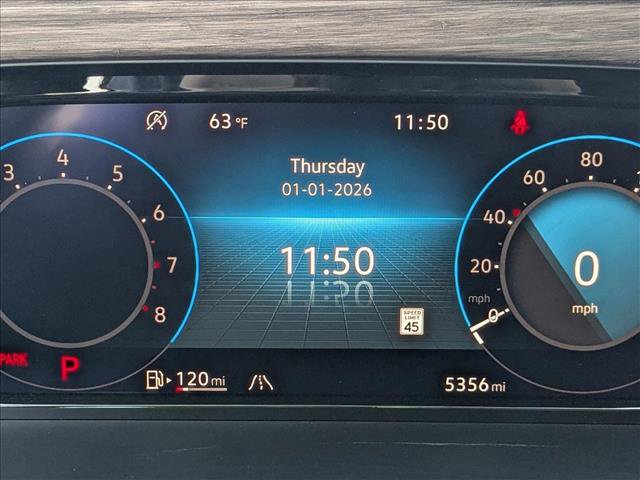 63 °F
11:50
Thursday
01-01-2026
11:50
SPEED
LIMIT
45
3 4 5 6 7 8
0 20 40 60 80
mph
0
mph
PARK
P
120 mi
5356 mi